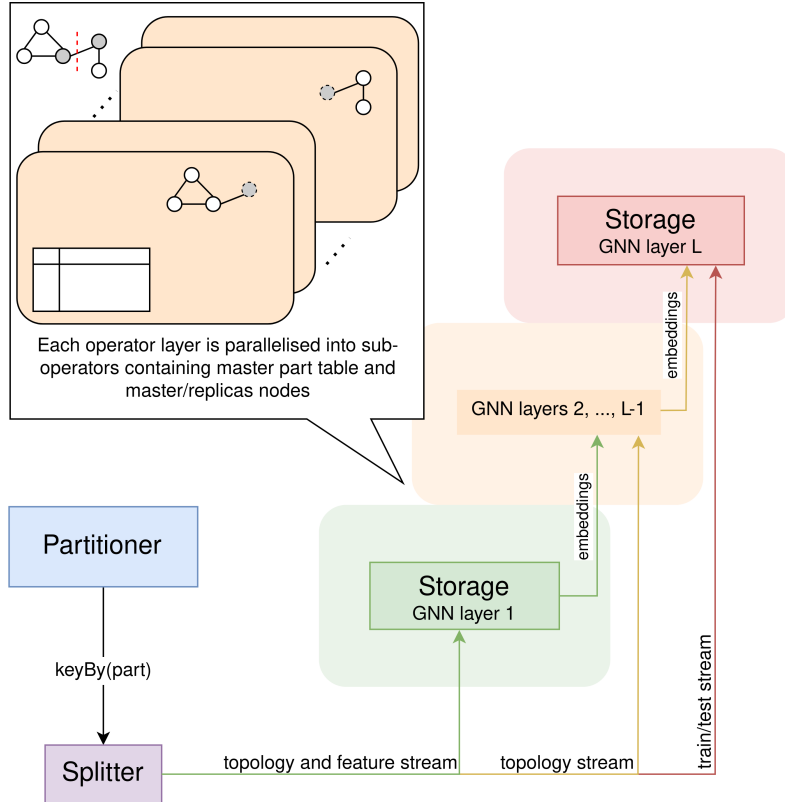 Each operator layer is parallelised into sub-
operators containing master part table and
master/replicas nodes
Storage
GNN layer L
embeddings
GNN layers 2, ..., L-1
embeddings
Storage
GNN layer 1
Partitioner
keyBy(part)
Splitter
topology and feature stream
topology stream
train/test stream